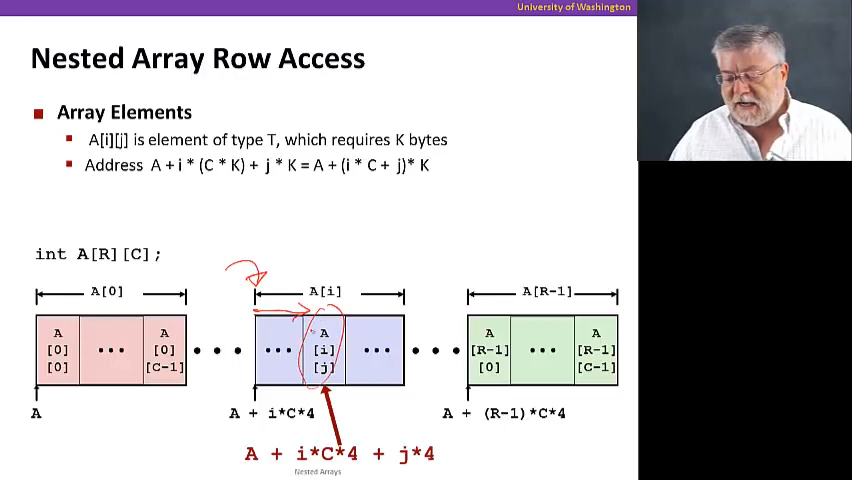 University of Washington
Nested Array Row Access
Array Elements
A[i][j] is element of type T, which requires K bytes
Address A + i * (C * K) + j * K = A + (i * C + j)* K
int A[R][C];
A[0] A[i] A[R-1]
A A A A A
[0] ••• [0] • • • ••• [i] ••• • • • [R-1] ••• [R-1]
[0] [C-1] [j] [0] [C-1]
A A + i*C*4 A + (R-1)*C*4
A + i*C*4 + j*4
Nested Arrays